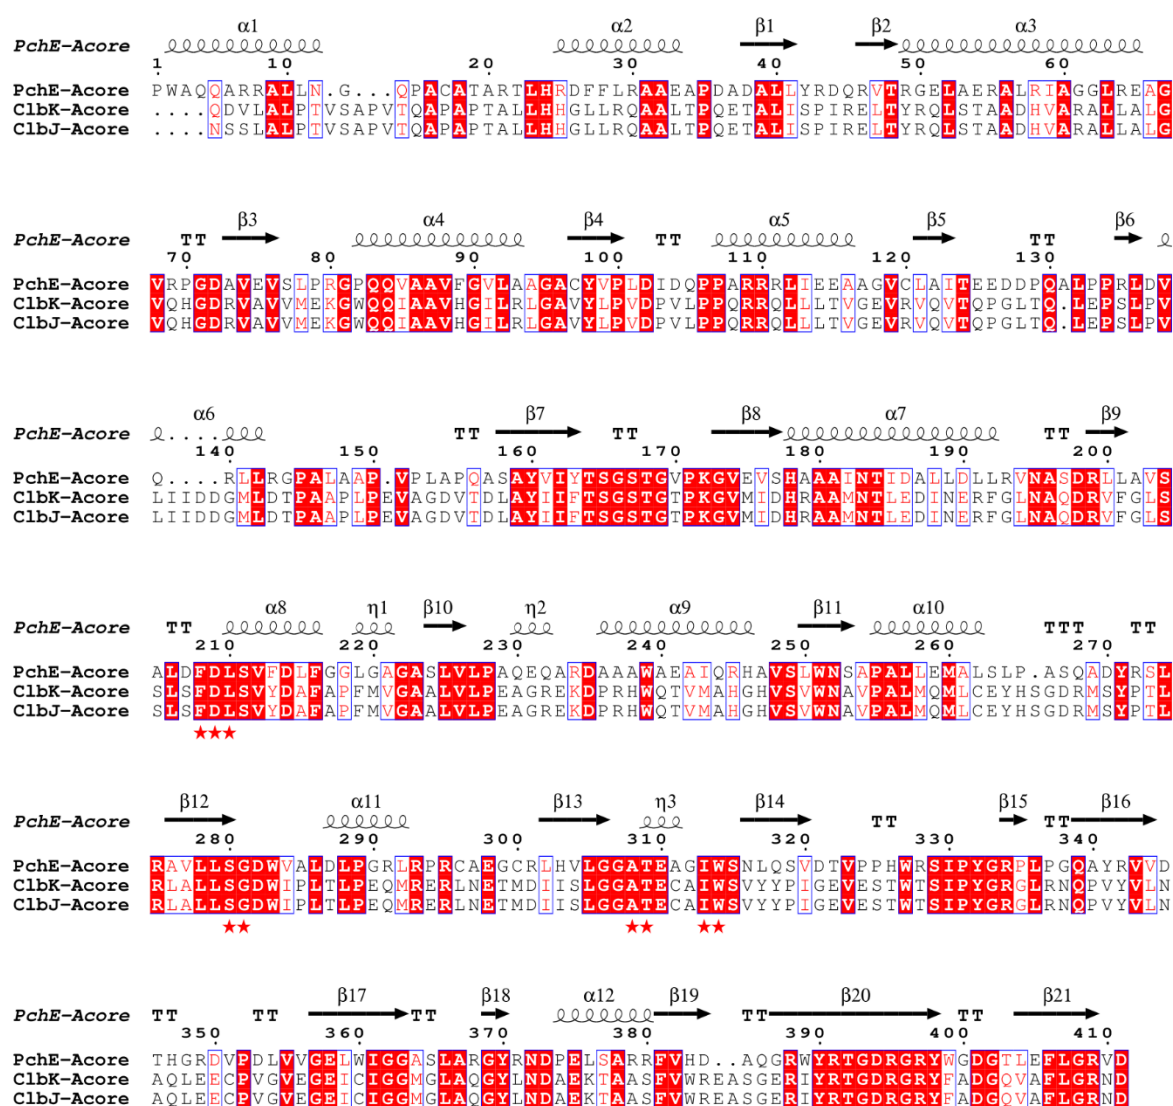 PchE-Acore α1 α2 β1 β2 α3
1 10 20 30 40 50 60
PchE-Acore PWAQQARRALLN.G...QPACATARTLHRDFFLRAAEAPDADALLYRDQRVTRGELAERALRIAGGLREAG
ClbK-Acore ....QDVLALPTVSAPVTQAPAPTALLHHGLLRQAALTPQETALISPIRELTYRQLSTAADHVARALLALG
ClbJ-Acore ....NSSLALPTVSAPVTQAPAPTALLHHGLLRQAALTPQETALISPIRELTYRQLSTAADHVARALLALG
PchE-Acore TT β3 α4 β4 TT α5 β5 TT β6
70 80 90 100 110 120 130
PchE-Acore VRPGDAVEVSLPRGPQQVAAVFGVLAAGACYVPLDIDQPPARRRLIEEAAGVCLAITEEDDPQALPPRLPV
ClbK-Acore VQHGDRVAVVMEKGWQQIAAVHGILRLGAVYLPVDPVLPPQRRQLLLTVGEVRVQVTQPGLTQ.LEPSLPV
ClbJ-Acore VQHGDRVAVVMEKGWQQIAAVHGILRLGAVYLPVDPVLPPQRRQLLLTVGEVRVQVTQPGLTQ.LEPSLPV
PchE-Acore .... α6 TT β7 TT β8 α7 TT β9
140 150 160 170 180 190 200
PchE-Acore Q....RLLRGPALAAP.VPLAPQASAYVIYTSGSTGVPKGVEVSHAAAINTIDALLDLLRVNASDRLLAVS
ClbK-Acore LIIDDGMLDTPAAPLPEVAGDVTDLAYIIFTSGSTGTPKGVMIDHRAAMNTLEDINERFGLNAQDRVFGLS
ClbJ-Acore LIIDDGMLDTPAAPLPEVAGDVTDLAYIIFTSGSTGTPKGVMIDHRAAMNTLEDINERFGLNAQDRVFGLS
PchE-Acore TT α8 η1 β10 η2 α9 β11 α10 TTT TT
210 220 230 240 250 260 270
PchE-Acore ALDFDLSVFDLFGGLGAGASLVLPAQEQARDAAAWAEAIQRHAVSLWNSAPALLEMALSLP.ASQADYRSL
ClbK-Acore SLSFDLSVYDAFAPFMVGAALVLPEAGREKDPRHWQTVMAHGHVSVWNAVPALMQMLCEYHSGDRMSYPTL
ClbJ-Acore SLSFDLSVYDAFAPFMVGAALVLPEAGREKDPRHWQTVMAHGHVSVWNAVPALMQMLCEYHSGDRMSYPTL
PchE-Acore β12 α11 β13 η3 β14 TT β15 TT β16
280 290 300 310 320 330 340
PchE-Acore RAVLLSGDWVALDLPGRLRPRCAEGCRLHVLGGATEAGIWSNLQSVDTVPPHWRSIPYGRPLPGQAYRVVD
ClbK-Acore RLALLSGDWIPLTLPEQMRERLNETMDIISLGGATECAIWSVYYPIGEVESTWTSIPYGRGLRNQPVYVLN
ClbJ-Acore RLALLSGDWIPLTLPEQMRERLNETMDIISLGGATECAIWSVYYPIGEVESTWTSIPYGRGLRNQPVYVLN
PchE-Acore TT TT β17 TT β18 α12 β19 TT β20 TT β21
350 360 370 380 390 400 410
PchE-Acore THGRDVPDLVVGELWIGGASLARGYRNDPELSARRFVHD..AQGRWYRTGDRGRYWGDGTLEFLGRVD
ClbK-Acore AQLEECPVGVEGEICIGGMGLAQGYLNDAEKTAASFVWREASGERIYRTGDRGRYFADGQVAFLGRND
ClbJ-Acore AQLEECPVGVEGEICIGGMGLAQGYLNDAEKTAASFVWREASGERIYRTGDRGRYFADGQVAFLGRND